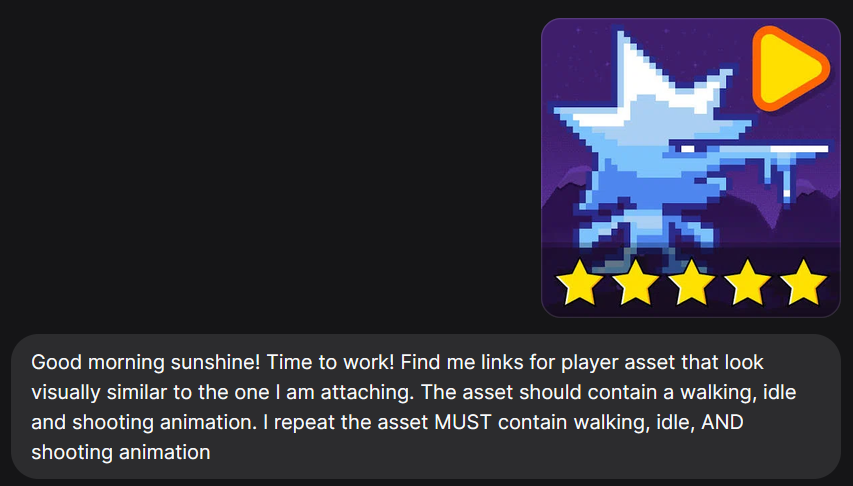 Good morning sunshine! Time to work! Find me links for player asset that look
visually similar to the one I am attaching. The asset should contain a walking, idle
and shooting animation. I repeat the asset MUST contain walking, idle, AND
shooting animation